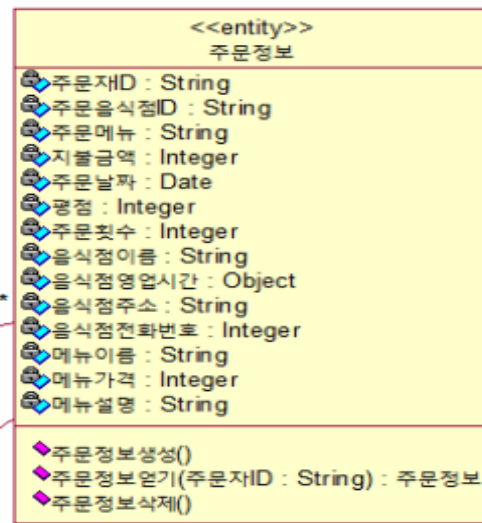 <<entity>>
주문정보
주문자ID : String
주문음식점ID : String
주문메뉴 : String
지불금액 : Integer
주문날짜 : Date
평점 : Integer
주문횟수 : Integer
음식점이름 : String
음식점영업시간 : Object
음식점주소 : String
음식점전화번호 : Integer
메뉴이름 : String
메뉴가격 : Integer
메뉴설명 : String
주문정보생성()
주문정보얻기(주문자ID : String) : 주문정보
주문정보삭제()
*